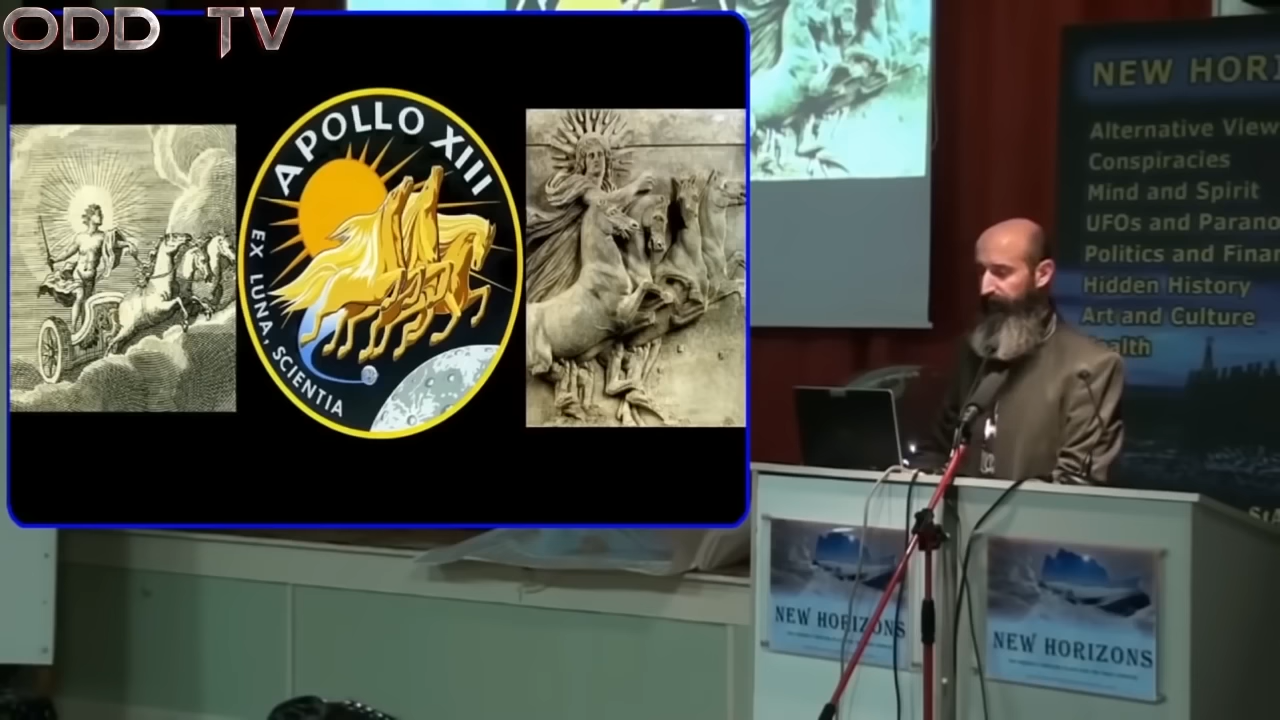 ODD TV
APOLLO XIII
EX LUNA, SCIENTIA
NEW HORI
Alternative View
Conspiracies
Mind and Spirit
UFOs and Parano
Politics and Finan
Hidden History
Art and Culture
NEW HORIZONS
NEW HORIZONS